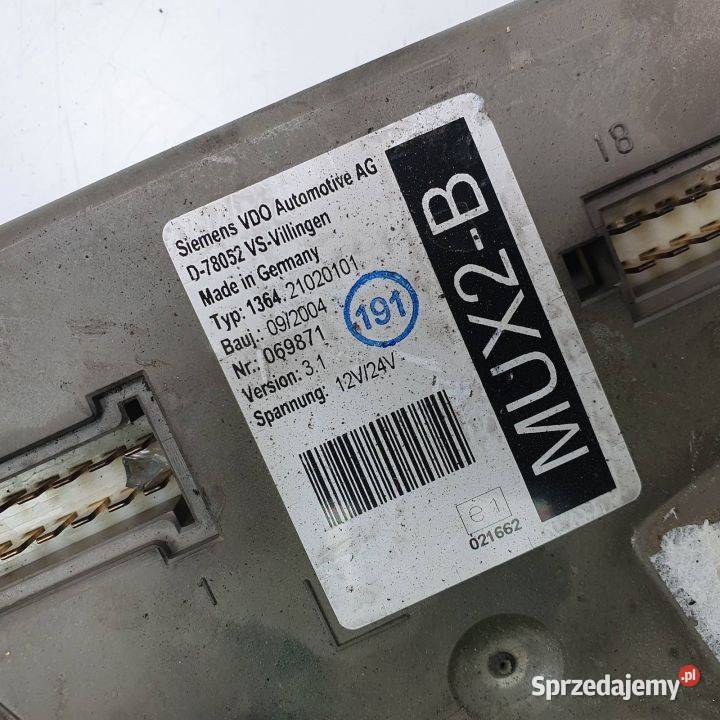 Siemens VDO Automotive AG
D-78052 VS-Villingen
Made in Germany
Typ: 1364.21020101
Bauj.: 09/2004
Nr.: 069871
Version: 3.1
Spannung: 12V/24V
191
MUX2-B
e1
021662
18
1
Sprzedajemy.pl